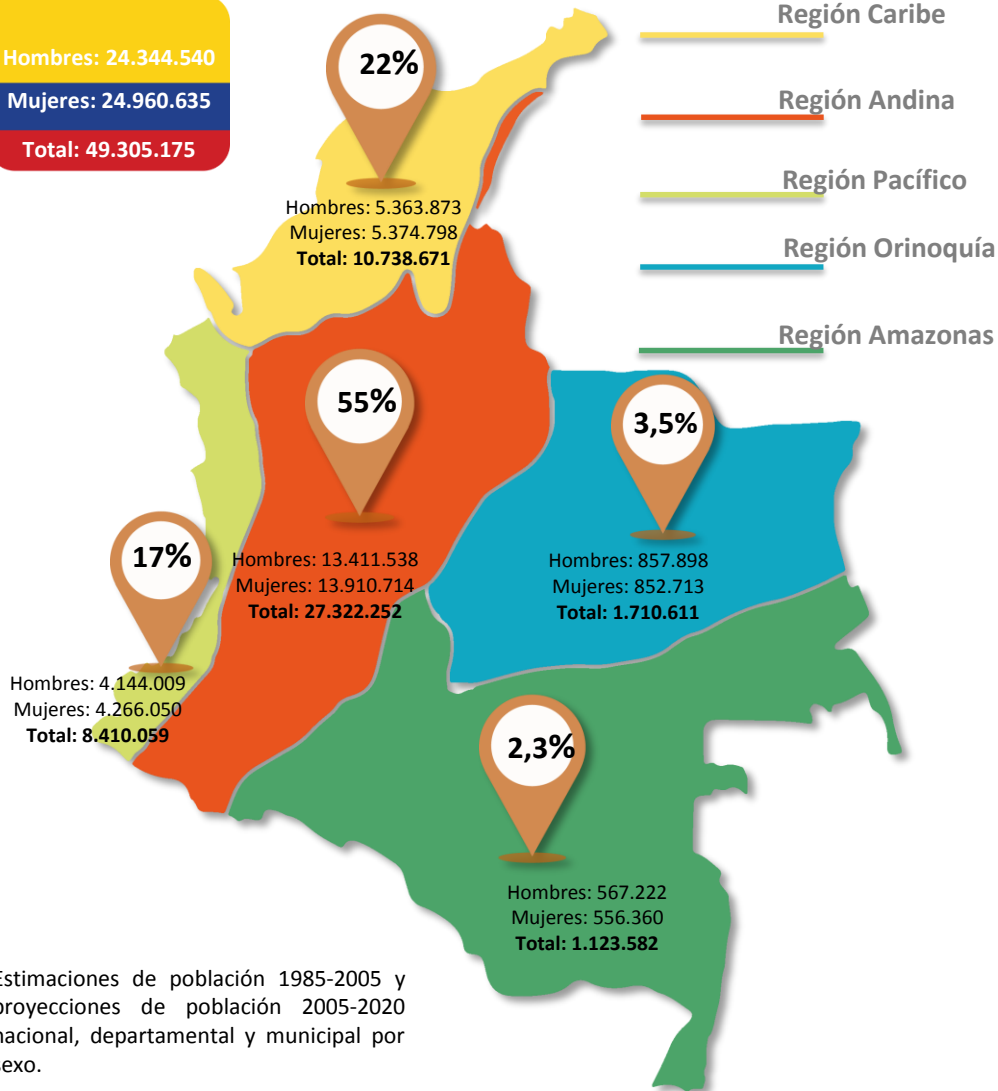 Hombres: 24.344.540
Mujeres: 24.960.635
Total: 49.305.175
Región Caribe
Región Andina
Región Pacífico
Región Orinoquía
Región Amazonas
22%
Hombres: 5.363.873
Mujeres: 5.374.798
Total: 10.738.671
55%
Hombres: 13.411.538
Mujeres: 13.910.714
Total: 27.322.252
3,5%
Hombres: 857.898
Mujeres: 852.713
Total: 1.710.611
17%
Hombres: 4.144.009
Mujeres: 4.266.050
Total: 8.410.059
2,3%
Hombres: 567.222
Mujeres: 556.360
Total: 1.123.582
Estimaciones de población 1985-2005 y
proyecciones de población 2005-2020
nacional, departamental y municipal por
sexo.